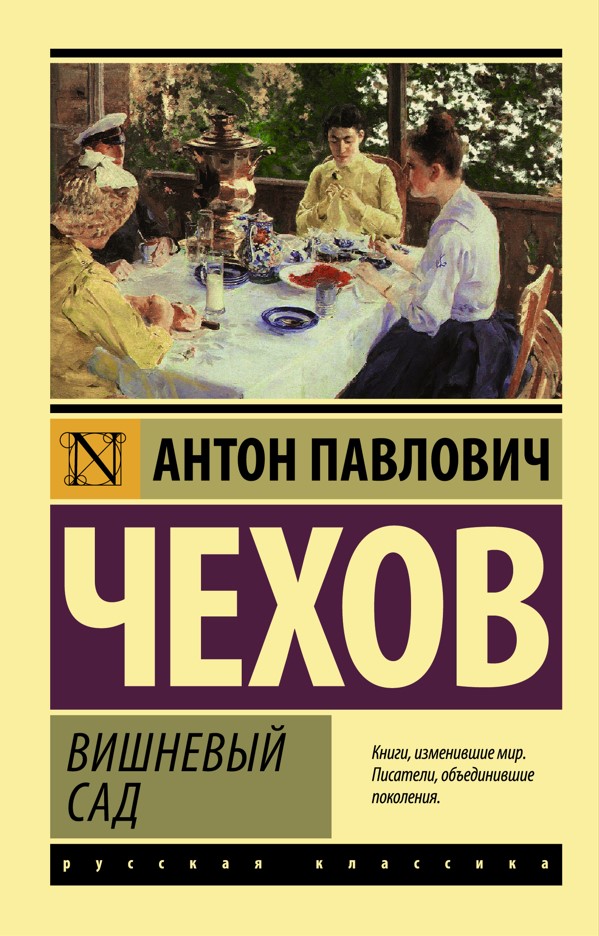 N
АНТОН ПАВЛОВИЧ
ЧЕХОВ
ВИШНЕВЫЙ
САД
Книги, изменившие мир.
Писатели, объединившие
поколения.
русская классика